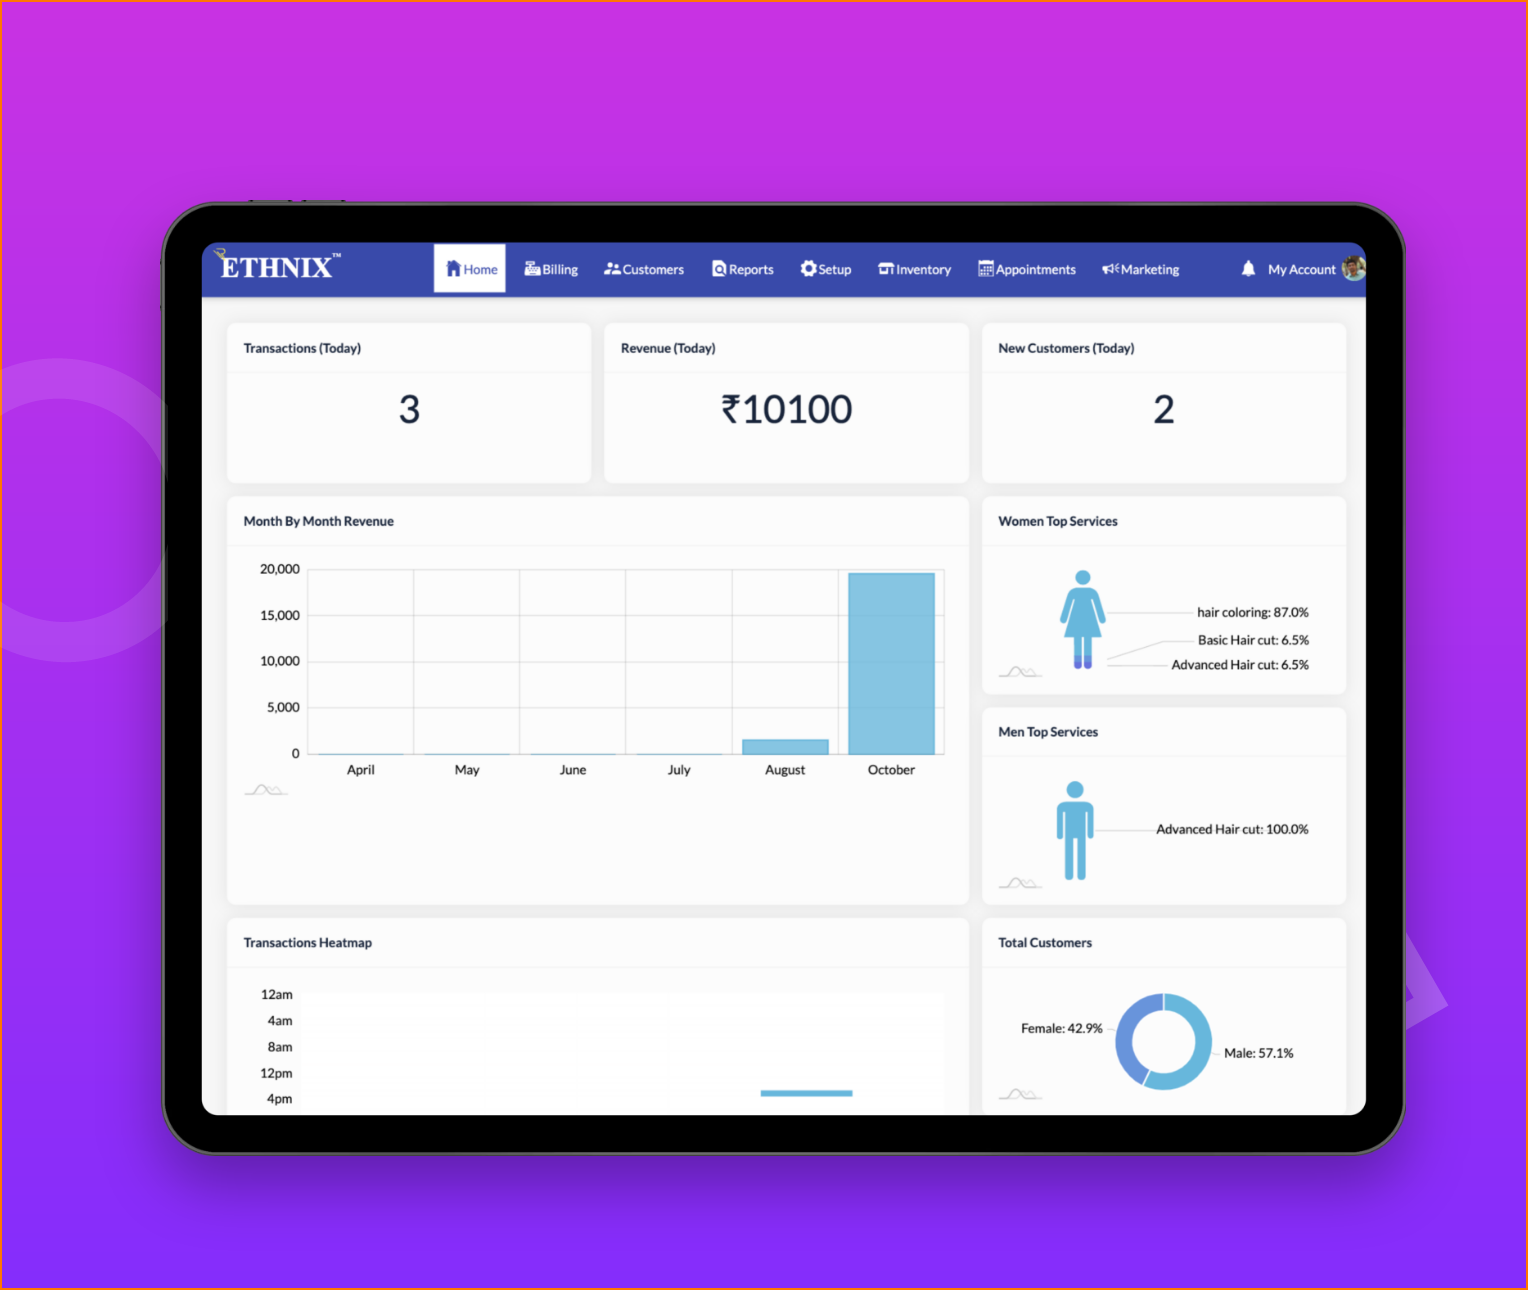 ETHNIX™
Home
Billing
Customers
Reports
Setup
Inventory
Appointments
Marketing
My Account
Transactions (Today)
3
Revenue (Today)
₹10100
New Customers (Today)
2
Month By Month Revenue
20,000
15,000
10,000
5,000
0
April
May
June
July
August
October
Women Top Services
hair coloring: 87.0%
Basic Hair cut: 6.5%
Advanced Hair cut: 6.5%
Men Top Services
Advanced Hair cut: 100.0%
Transactions Heatmap
12am
4am
8am
12pm
4pm
Total Customers
Female: 42.9%
Male: 57.1%